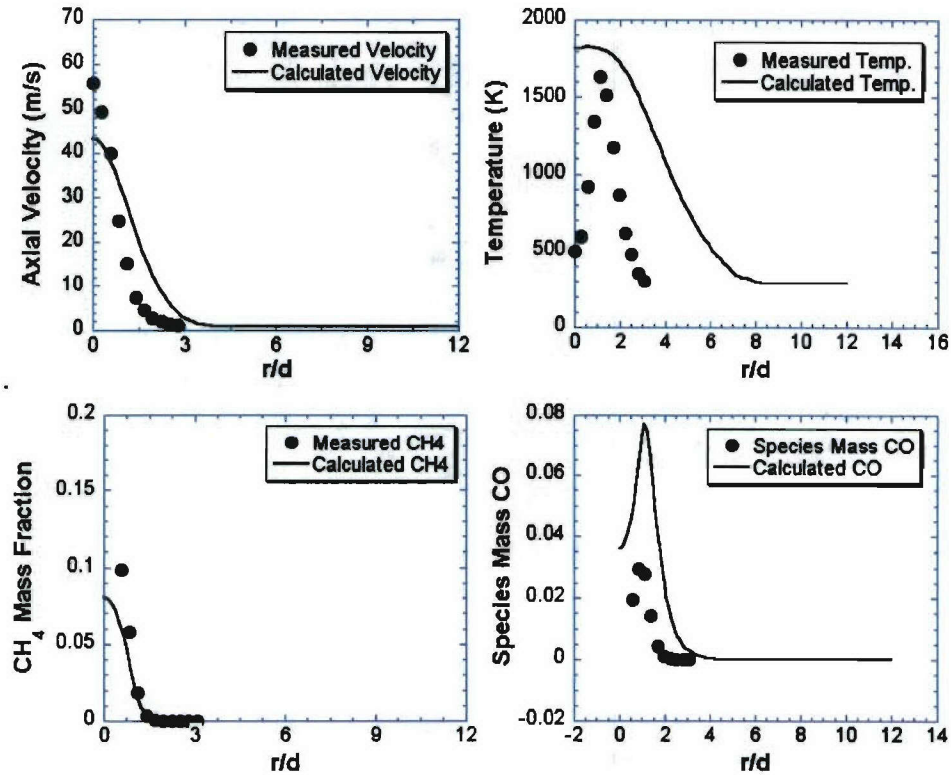 70
60
50
40
30
20
10
0
Axial Velocity (m/s)
Measured Velocity
Calculated Velocity
0 3 6 9 12
r/d
2000
1500
1000
500
0
Temperature (K)
Measured Temp.
Calculated Temp.
0 2 4 6 8 10 12 14 16
r/d
0.2
0.15
0.1
0.05
0
CH4 Mass Fraction
Measured CH4
Calculated CH4
0 3 6 9 12
r/d
0.08
0.06
0.04
0.02
0
-0.02
Species Mass CO
Species Mass CO
Calculated CO
-2 0 2 4 6 8 10 12 14
r/d